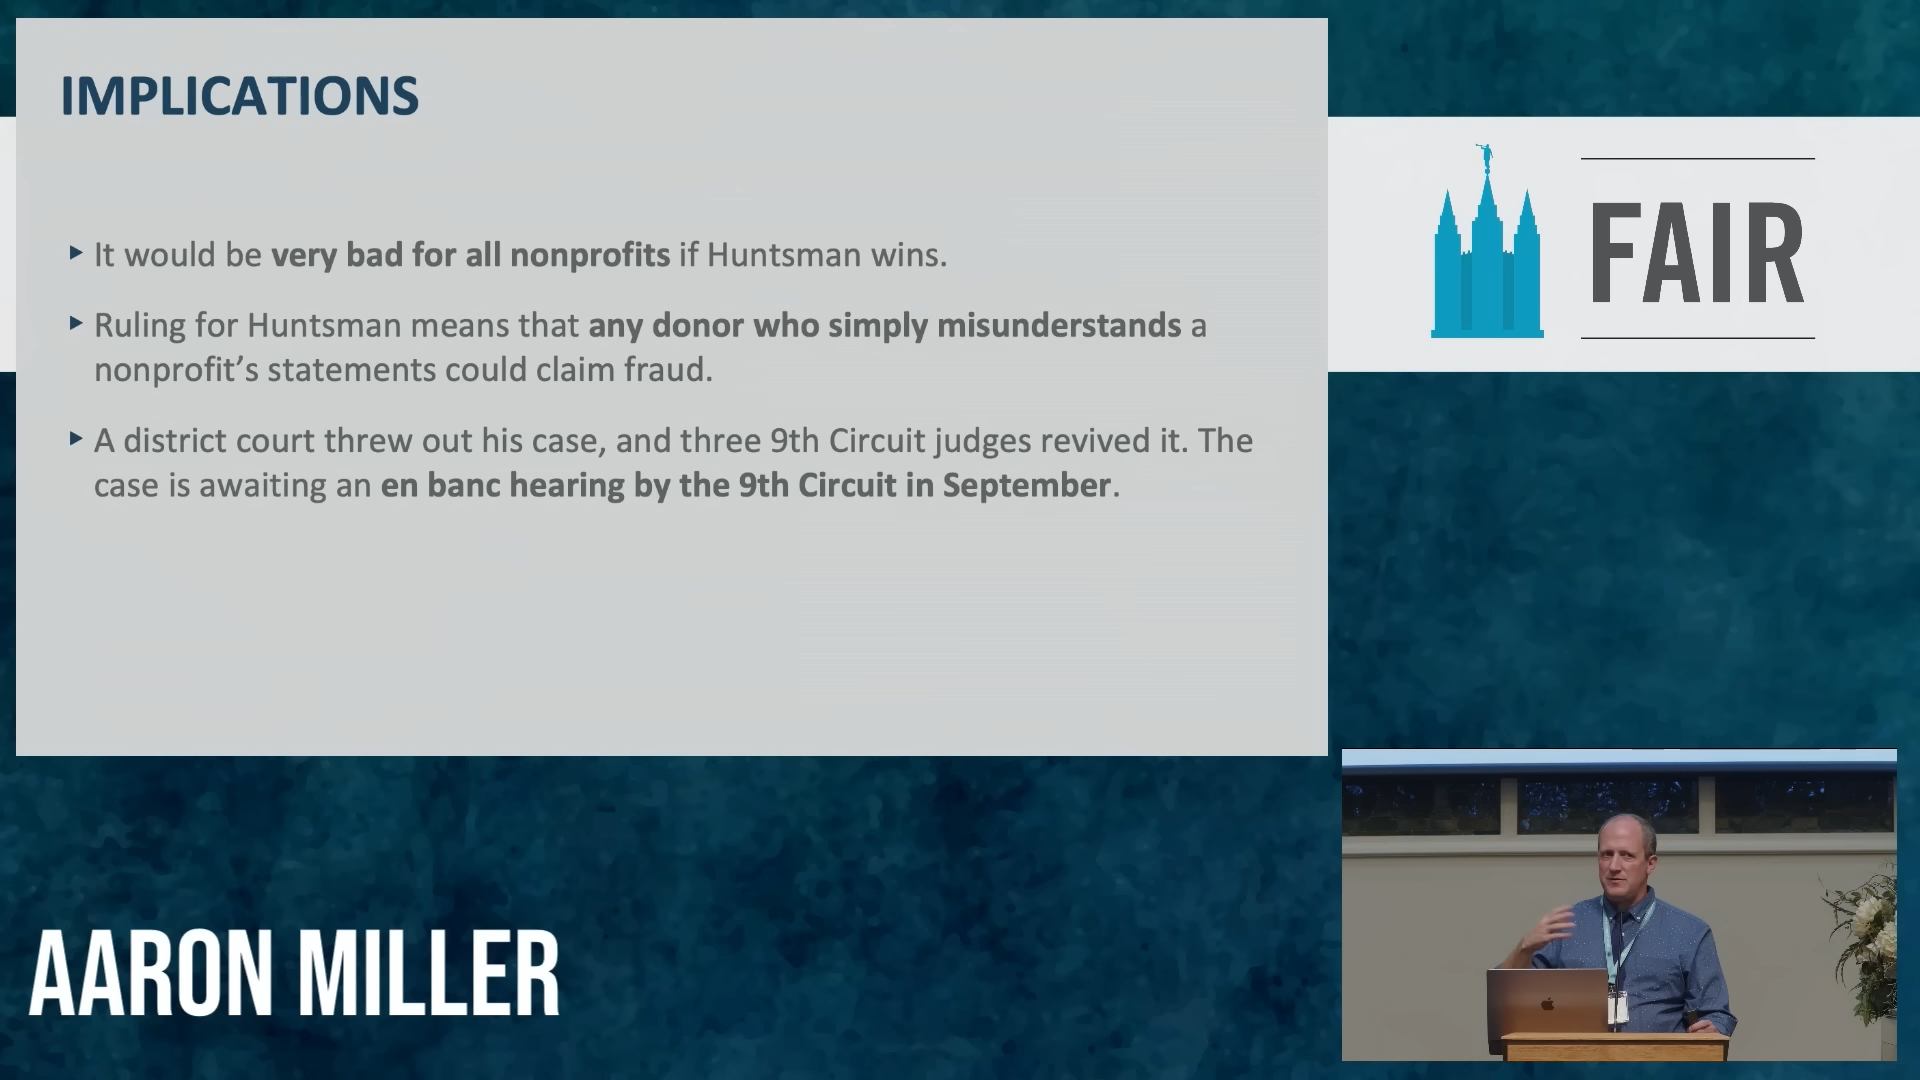 IMPLICATIONS
It would be very bad for all nonprofits if Huntsman wins.
Ruling for Huntsman means that any donor who simply misunderstands a
nonprofit’s statements could claim fraud.
A district court threw out his case, and three 9th Circuit judges revived it. The
case is awaiting an en banc hearing by the 9th Circuit in September.
FAIR
AARON MILLER